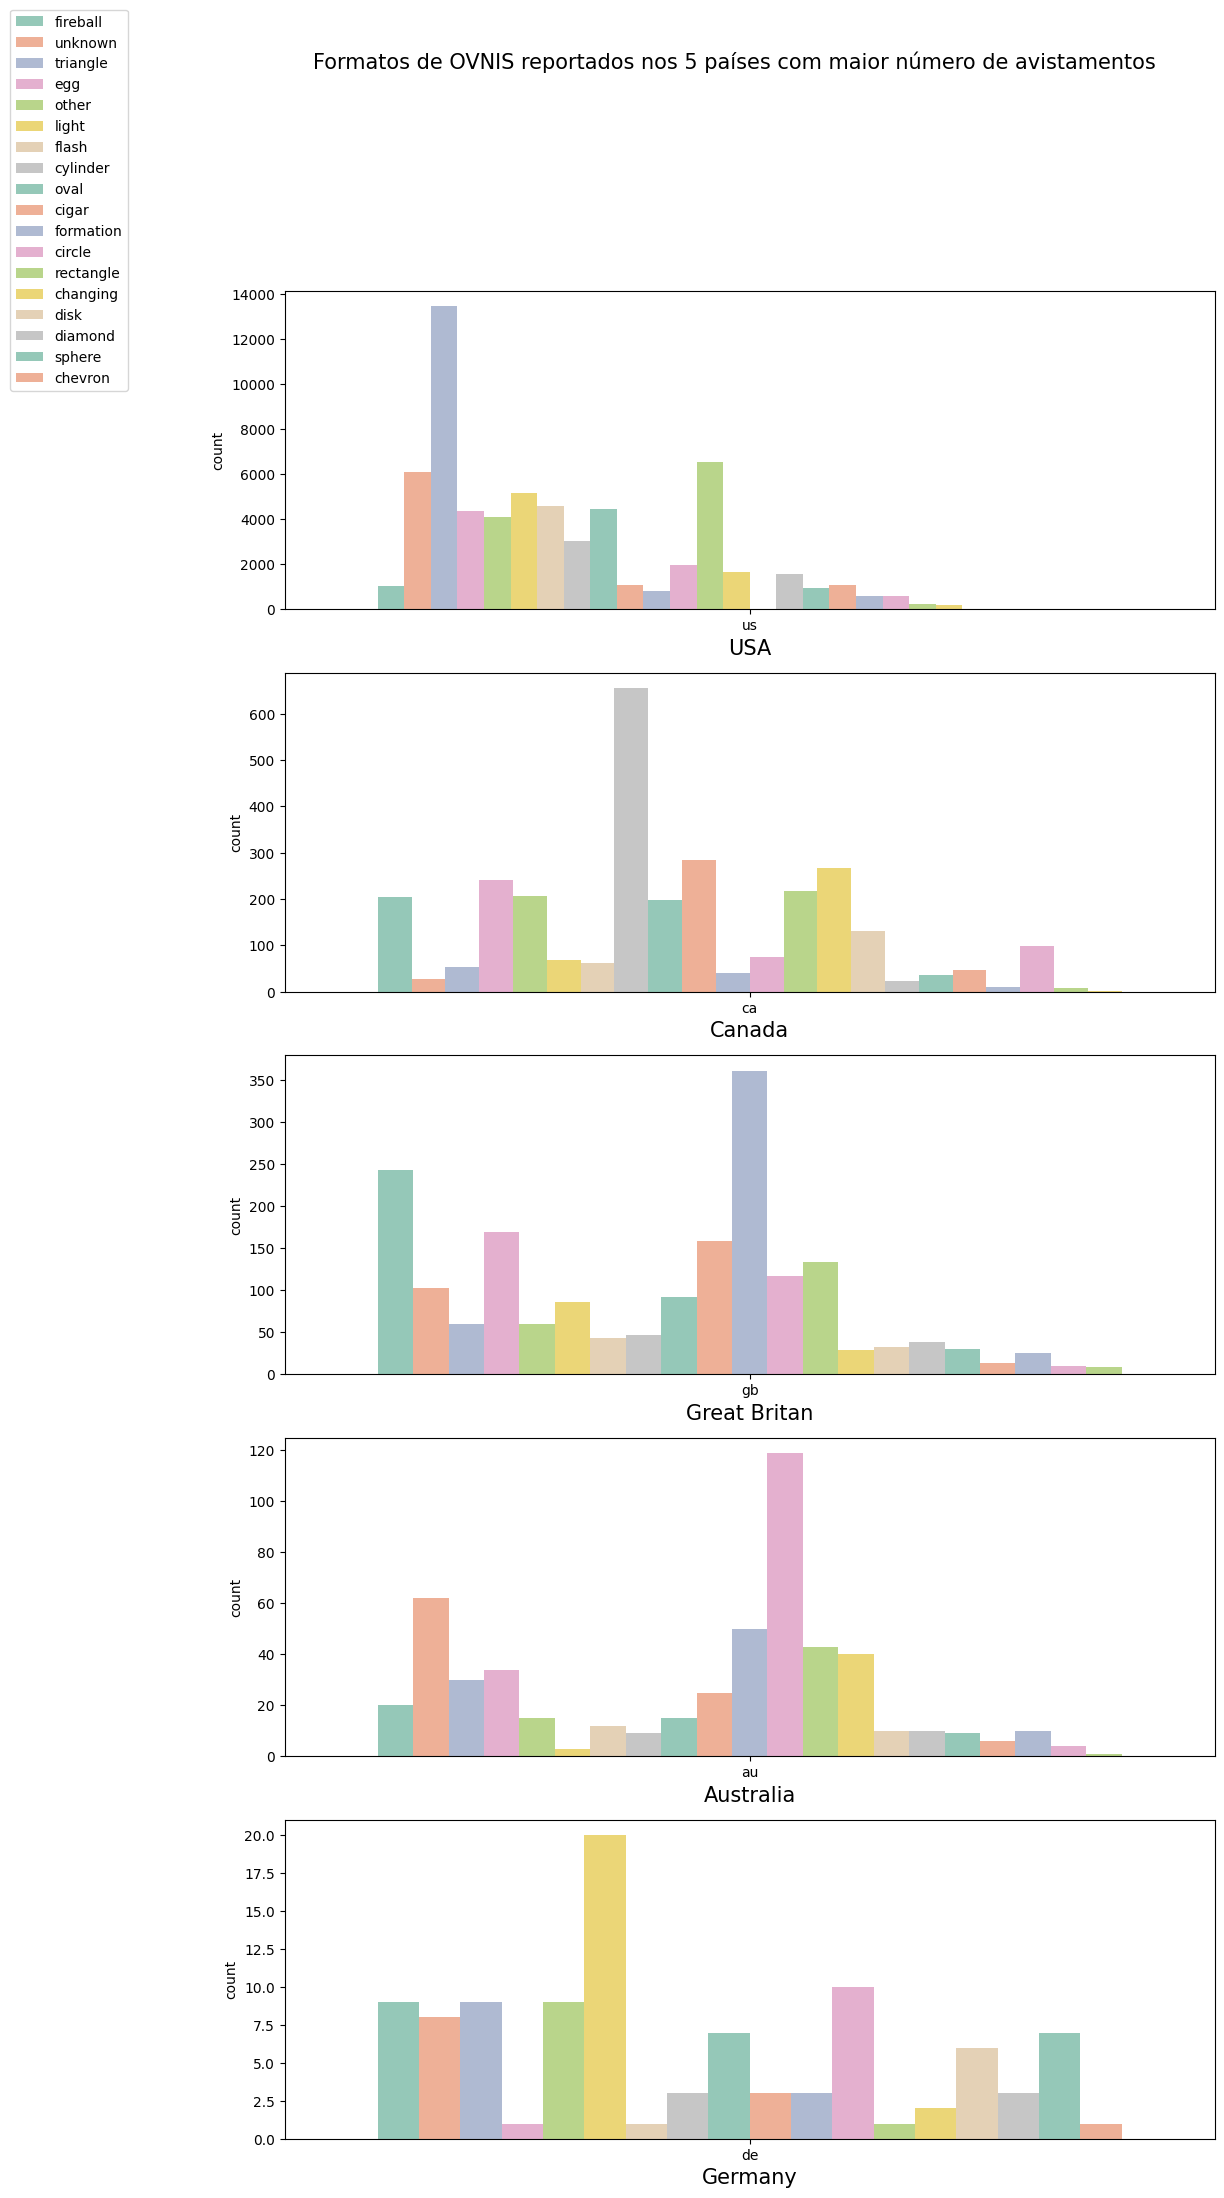 fireball
unknown
triangle
egg
other
light
flash
cylinder
oval
cigar
formation
circle
rectangle
changing
disk
diamond
sphere
chevron
Formatos de OVNIS reportados nos 5 países com maior número de avistamentos
14000
12000
10000
8000
6000
4000
2000
0
count
us
USA
600
500
400
300
200
100
0
count
ca
Canada
350
300
250
200
150
100
50
0
count
gb
Great Britan
120
100
80
60
40
20
0
count
au
Australia
20.0
17.5
15.0
12.5
10.0
7.5
5.0
2.5
0.0
count
de
Germany